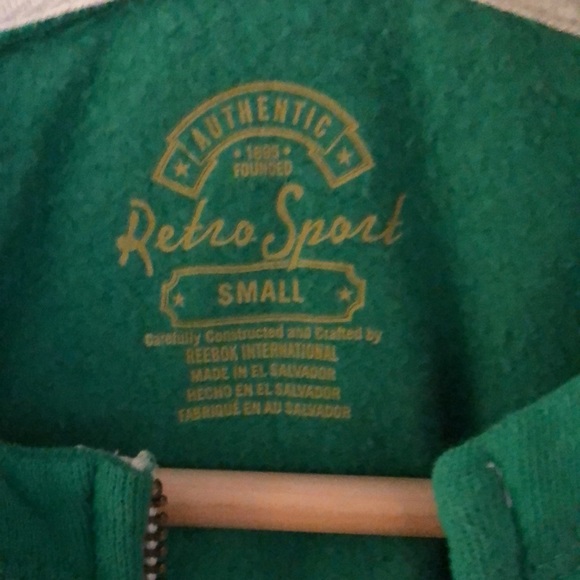 AUTHENTIC
• 1895 •
FOUNDED
Retro Sport
SMALL
Carefully Constructed and Crafted by
REEBOK INTERNATIONAL
MADE IN EL SALVADOR
HECHO EN EL SALVADOR
FABRIQUÉ EN AU SALVADOR